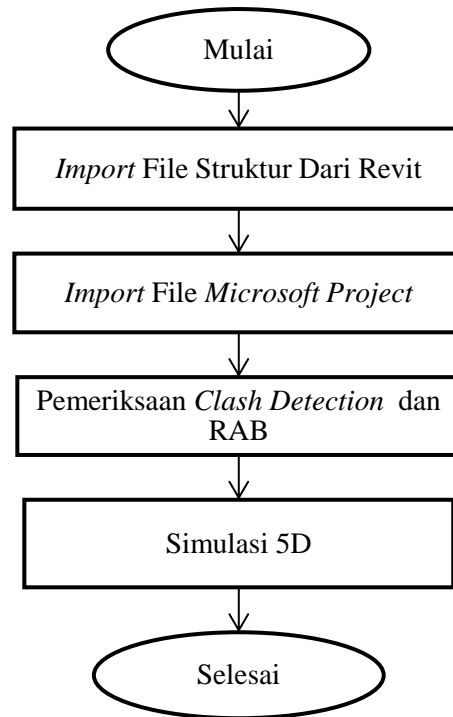 Mulai
Import File Struktur Dari Revit
Import File Microsoft Project
Pemeriksaan Clash Detection dan
RAB
Simulasi 5D
Selesai